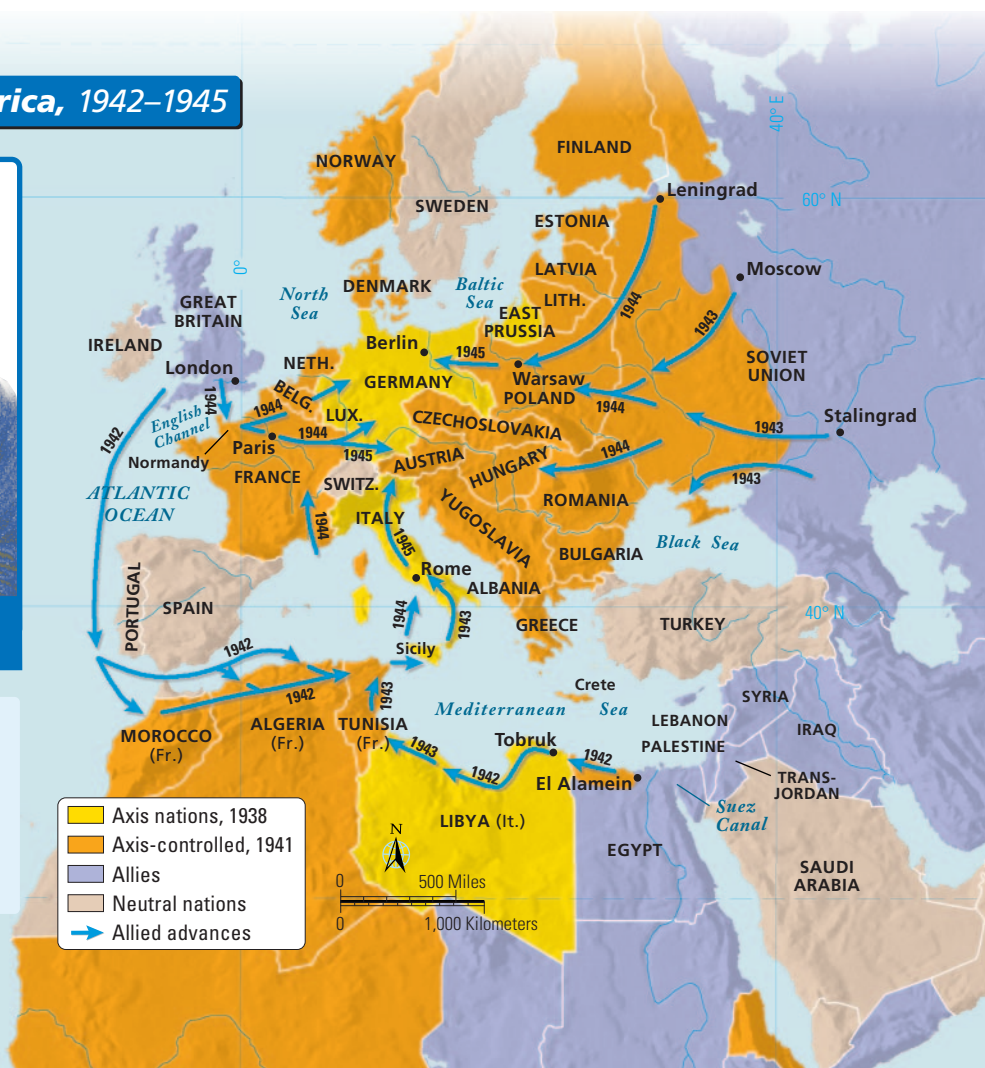 rica, 1942–1945
40° E
FINLAND
NORWAY
Leningrad
60° N
SWEDEN
ESTONIA
0°
LATVIA
Moscow
North
Sea
DENMARK
Baltic
Sea
LITH.
1944
GREAT
BRITAIN
EAST
PRUSSIA
1943
IRELAND
Berlin
1945
SOVIET
UNION
London
NETH.
GERMANY
Warsaw
POLAND
1944
BELG.
1944
1944
English
Channel
LUX.
CZECHOSLOVAKIA
Stalingrad
1942
1944
1943
Normandy
Paris
1945
AUSTRIA
HUNGARY
1944
FRANCE
SWITZ.
1943
ATLANTIC
OCEAN
ROMANIA
1944
ITALY
YUGOSLAVIA
Black Sea
1945
BULGARIA
Rome
ALBANIA
PORTUGAL
SPAIN
40° N
1944
1943
GREECE
TURKEY
1942
Sicily
1942
1943
Crete
SYRIA
Mediterranean Sea
LEBANON
MOROCCO
(Fr.)
ALGERIA
(Fr.)
TUNISIA
(Fr.)
IRAQ
1943
Tobruk
PALESTINE
1942
1942
El Alamein
TRANS-
JORDAN
Suez
Canal
LIBYA (It.)
EGYPT
SAUDI
ARABIA
Axis nations, 1938
Axis-controlled, 1941
Allies
Neutral nations
Allied advances
N
0 500 Miles
0 1,000 Kilometers